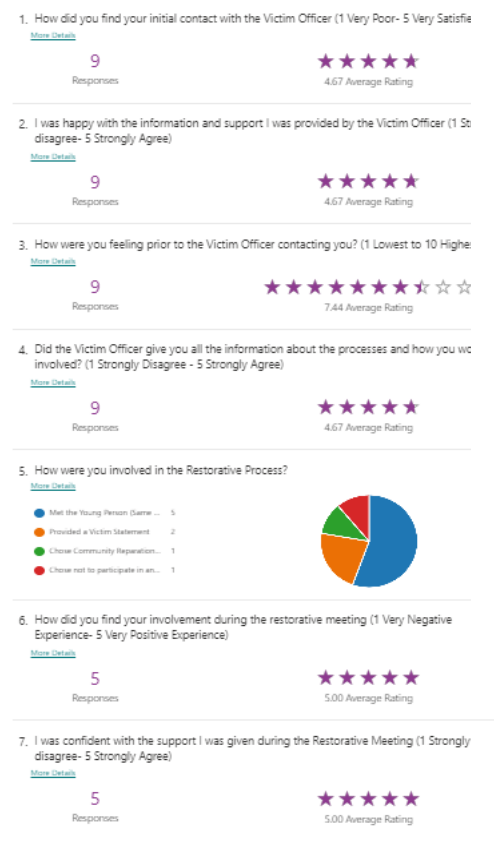 1. How did you find your initial contact with the Victim Officer (1 Very Poor- 5 Very Satisfie
More Details
9
Responses
4.67 Average Rating
2. I was happy with the information and support I was provided by the Victim Officer (1 St
disagree- 5 Strongly Agree)
More Details
9
Responses
4.67 Average Rating
3. How were you feeling prior to the Victim Officer contacting you? (1 Lowest to 10 Highe
More Details
9
Responses
7.44 Average Rating
4. Did the Victim Officer give you all the information about the processes and how you wo
involved? (1 Strongly Disagree - 5 Strongly Agree)
More Details
9
Responses
4.67 Average Rating
5. How were you involved in the Restorative Process?
More Details
Met the Young Person (Same ... 5
Provided a Victim Statement 2
Chose Community Reparation... 1
Chose not to participate in an... 1
6. How did you find your involvement during the restorative meeting (1 Very Negative
Experience- 5 Very Positive Experience)
More Details
5
Responses
5.00 Average Rating
7. I was confident with the support I was given during the Restorative Meeting (1 Strongly
disagree- 5 Strongly Agree)
More Details
5
Responses
5.00 Average Rating